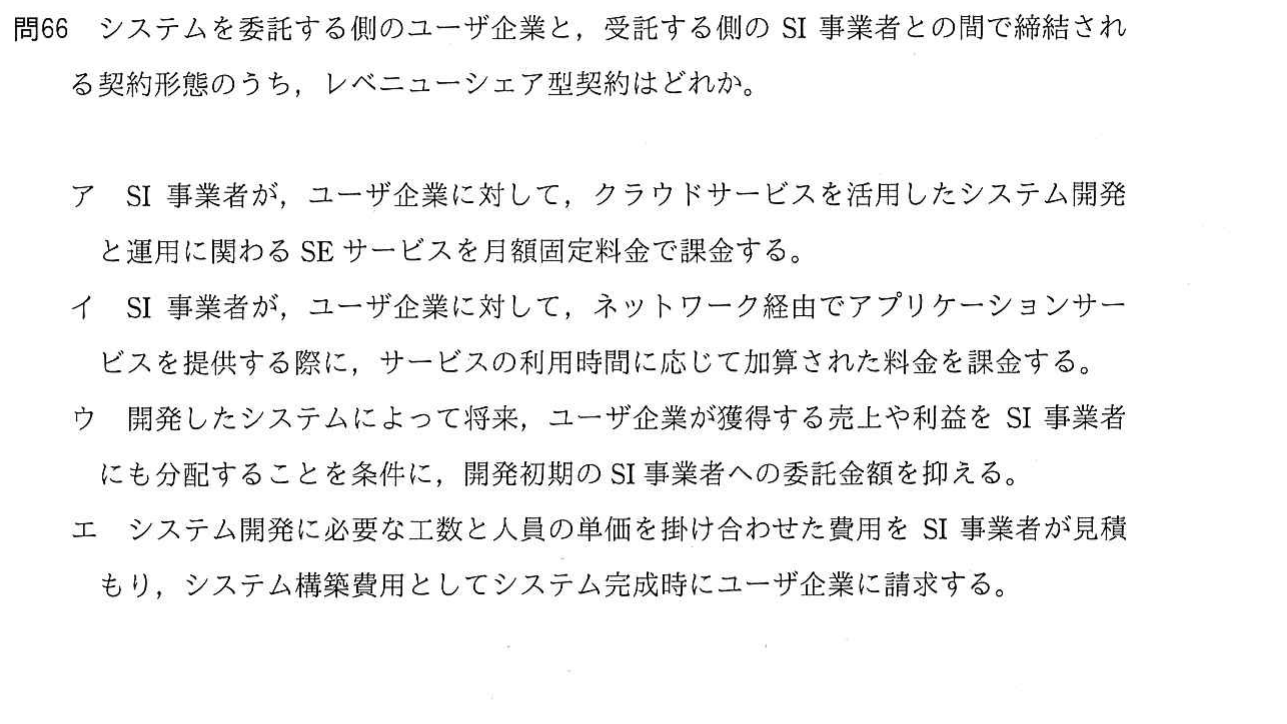 問66 システムを委託する側のユーザ企業と，受託する側の SI 事業者との間で締結され
る契約形態のうち，レベニューシェア型契約はどれか。
ア SI 事業者が，ユーザ企業に対して，クラウドサービスを活用したシステム開発
と運用に関わる SE サービスを月額固定料金で課金する。
イ SI 事業者が，ユーザ企業に対して，ネットワーク経由でアプリケーションサー
ビスを提供する際に，サービスの利用時間に応じて加算された料金を課金する。
ウ 開発したシステムによって将来，ユーザ企業が獲得する売上や利益を SI 事業者
にも分配することを条件に，開発初期の SI 事業者への委託金額を抑える。
エ システム開発に必要な工数と人員の単価を掛け合わせた費用を SI 事業者が見積
もり，システム構築費用としてシステム完成時にユーザ企業に請求する。